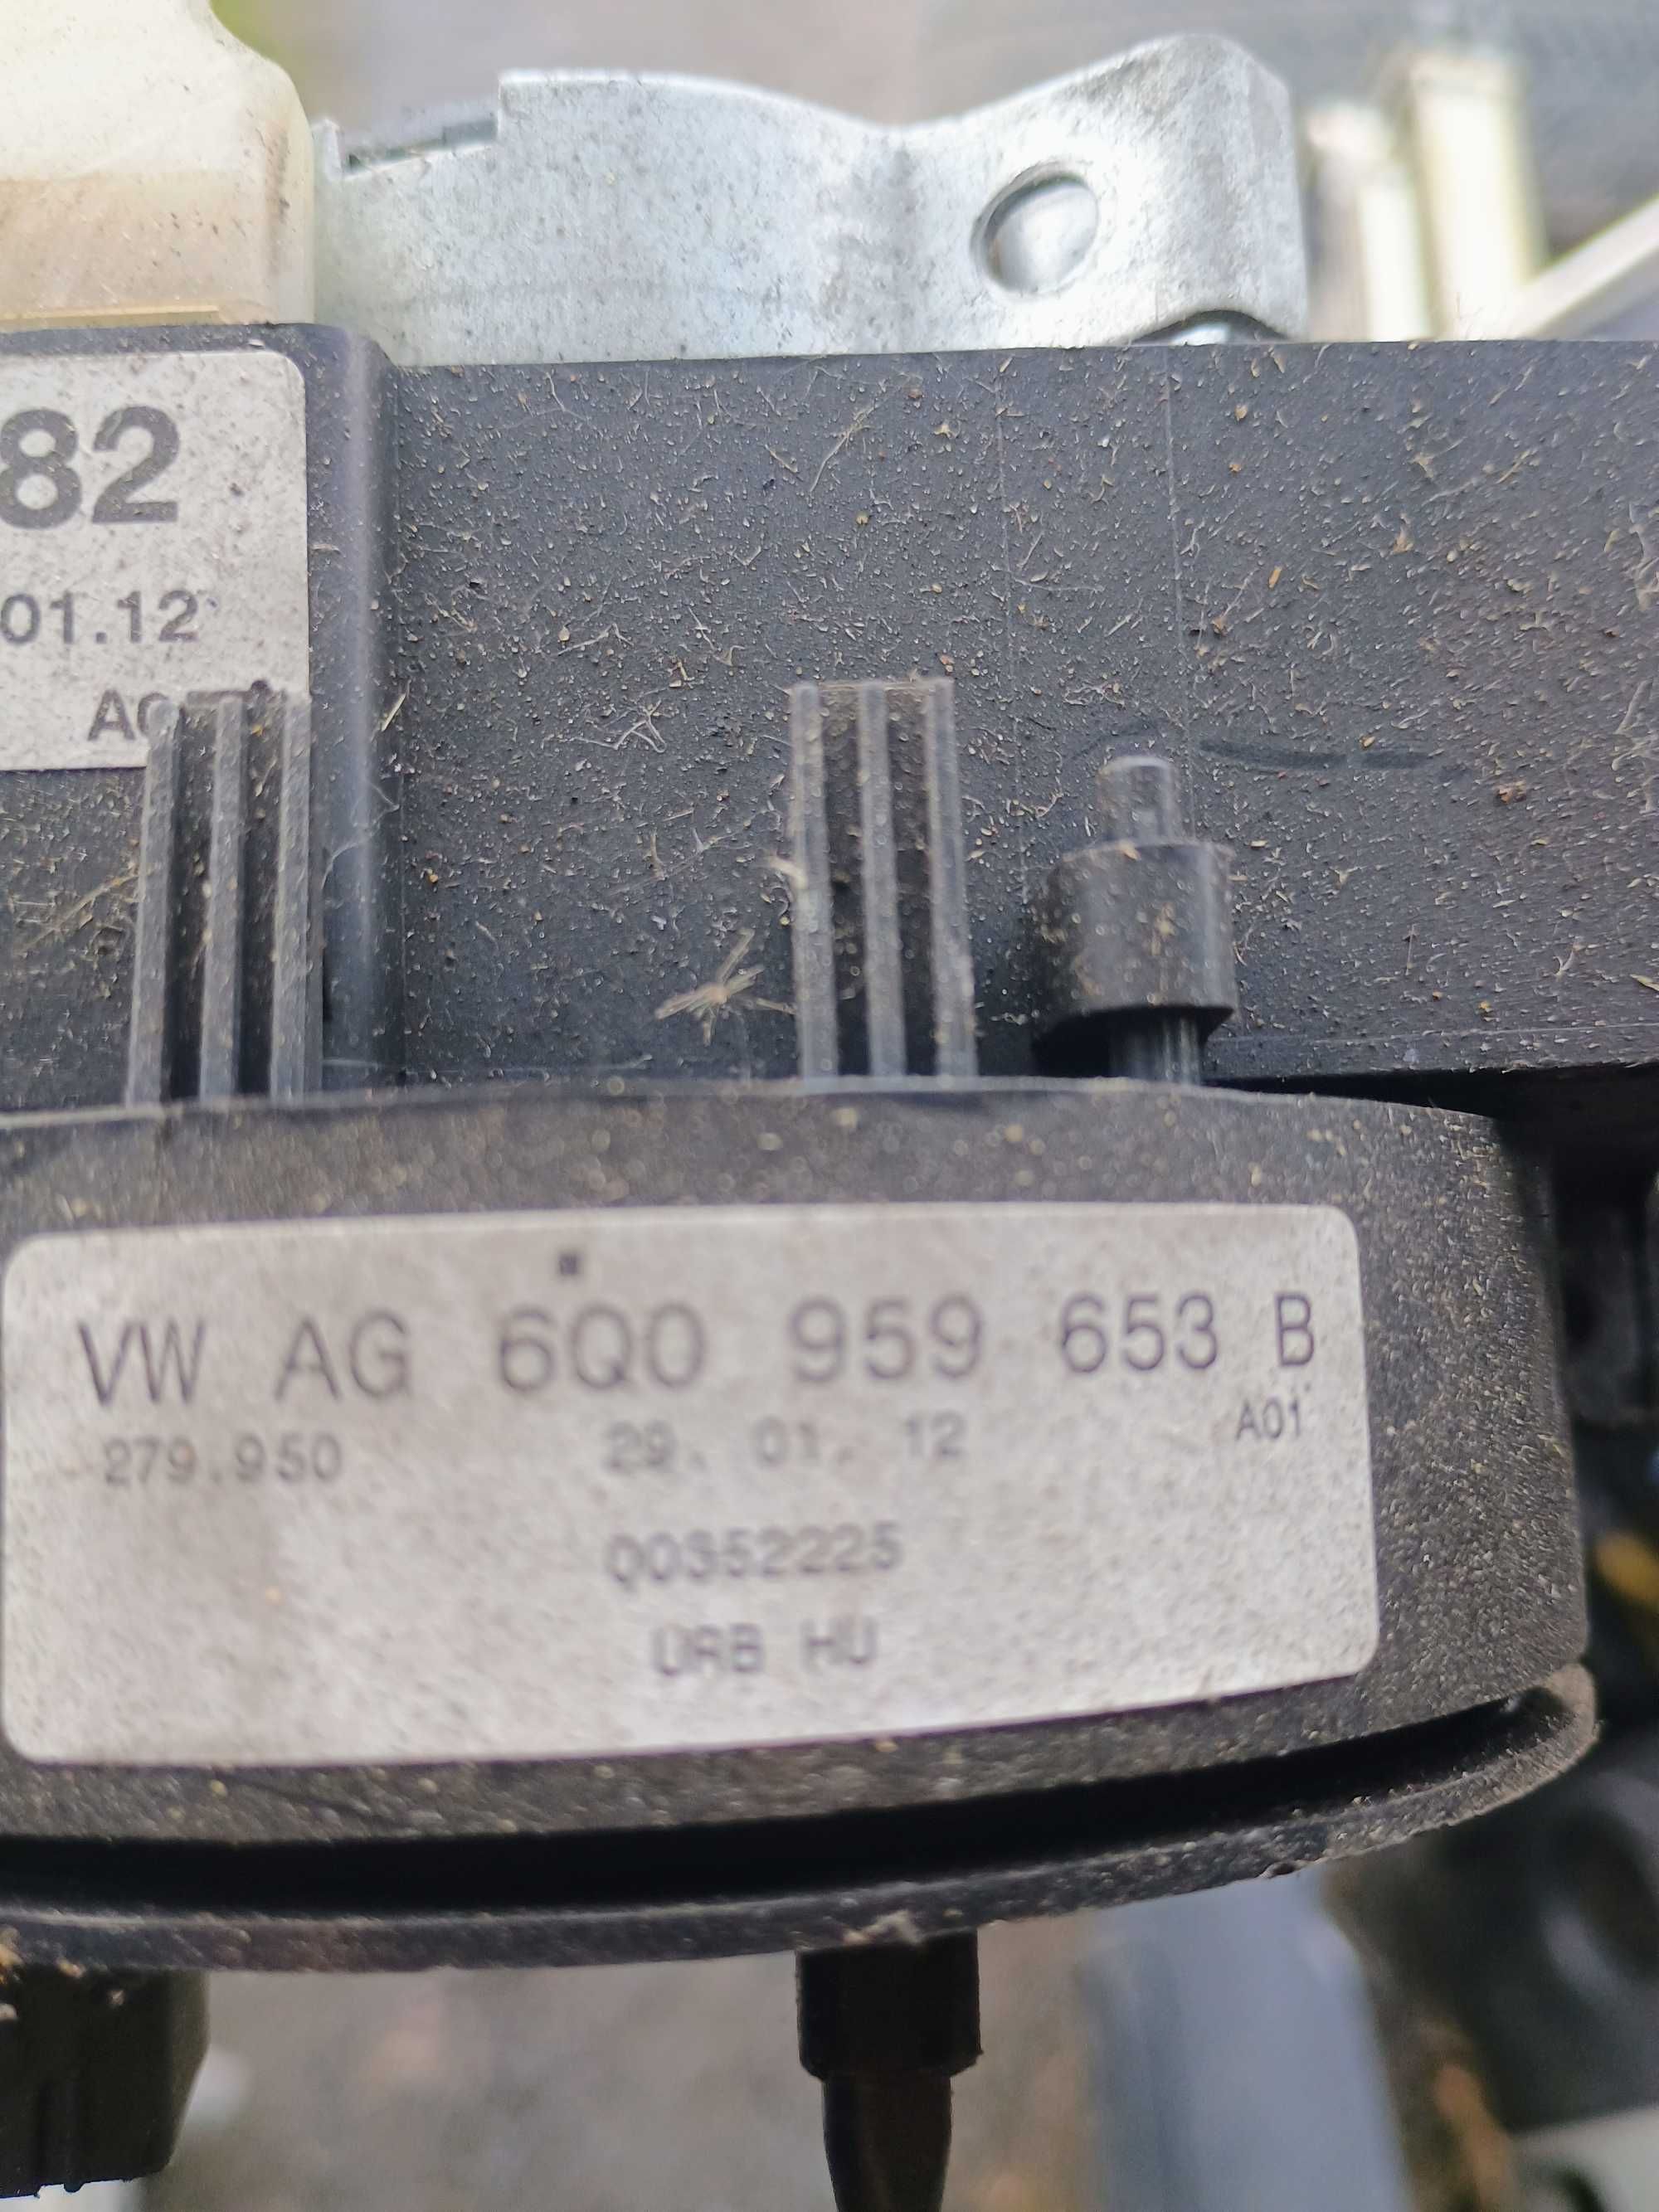 82
01.12
VW AG 6Q0 959 653 B
279.950 29. 01. 12 A01
00352225
URB HU